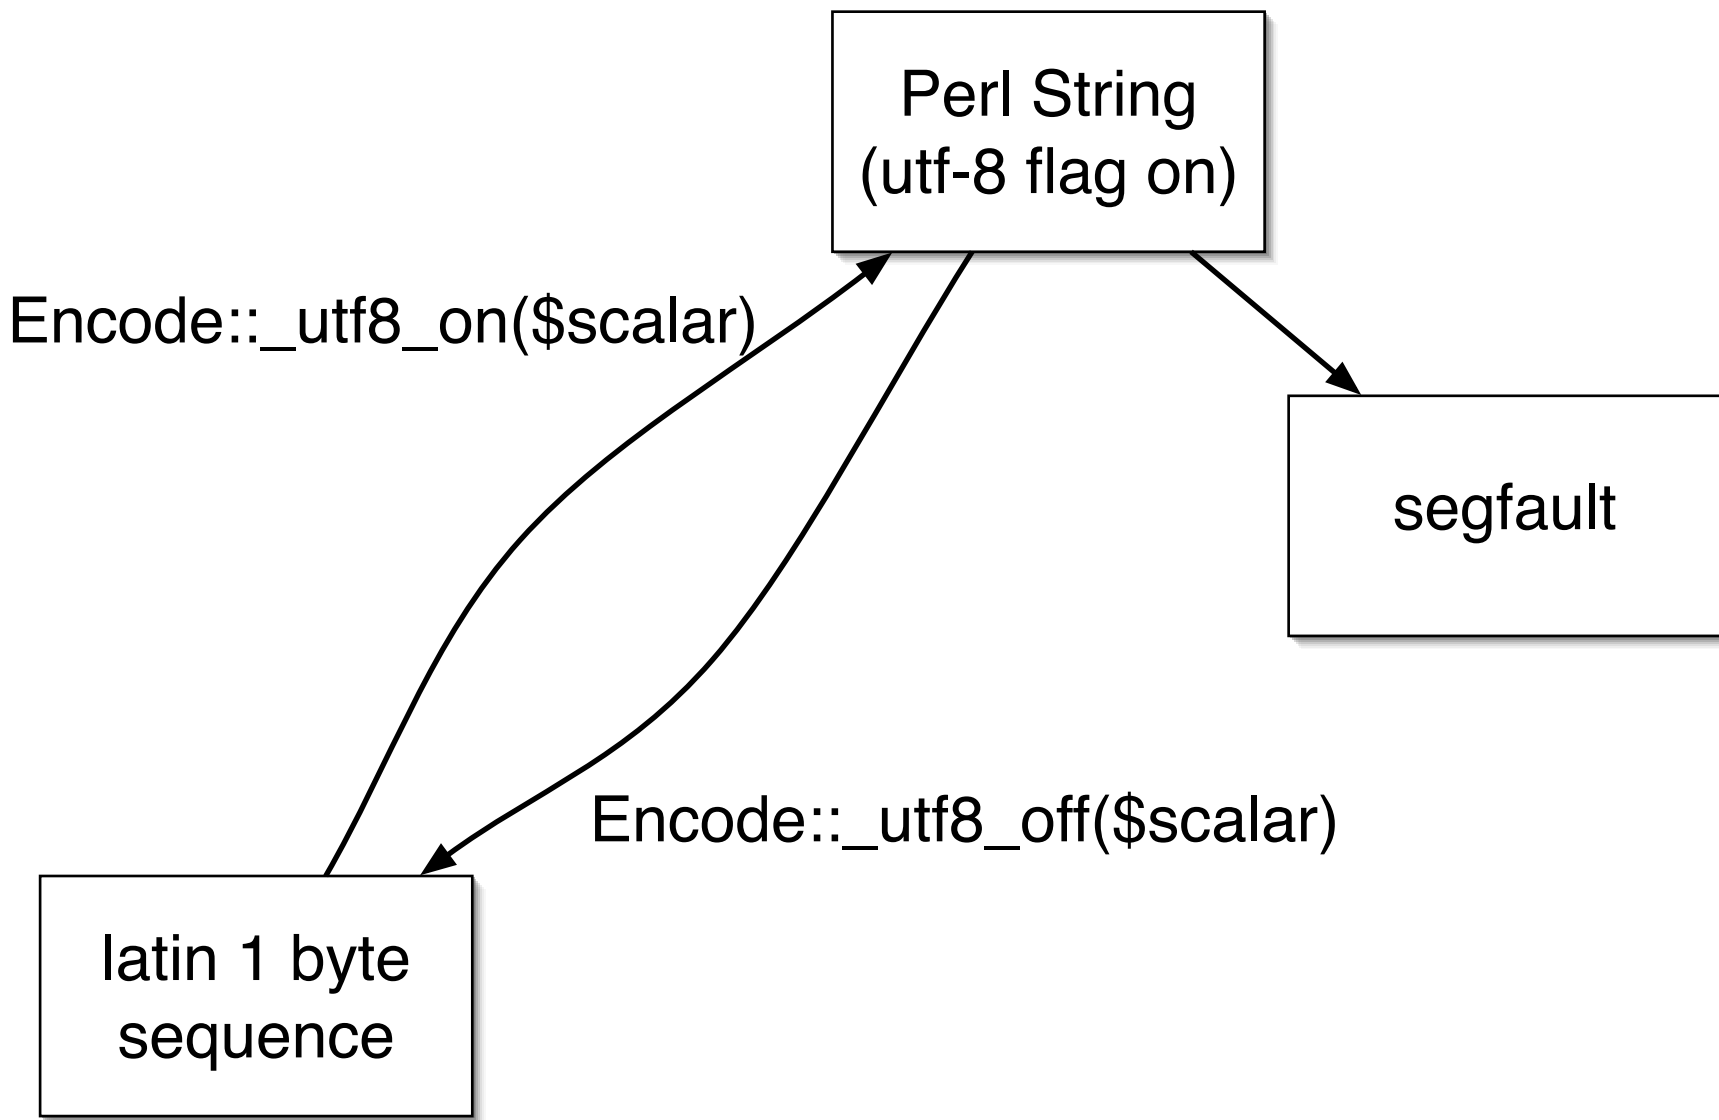 Perl String
(utf-8 flag on)
Encode::_utf8_on($scalar)
segfault
Encode::_utf8_off($scalar)
latin 1 byte
sequence